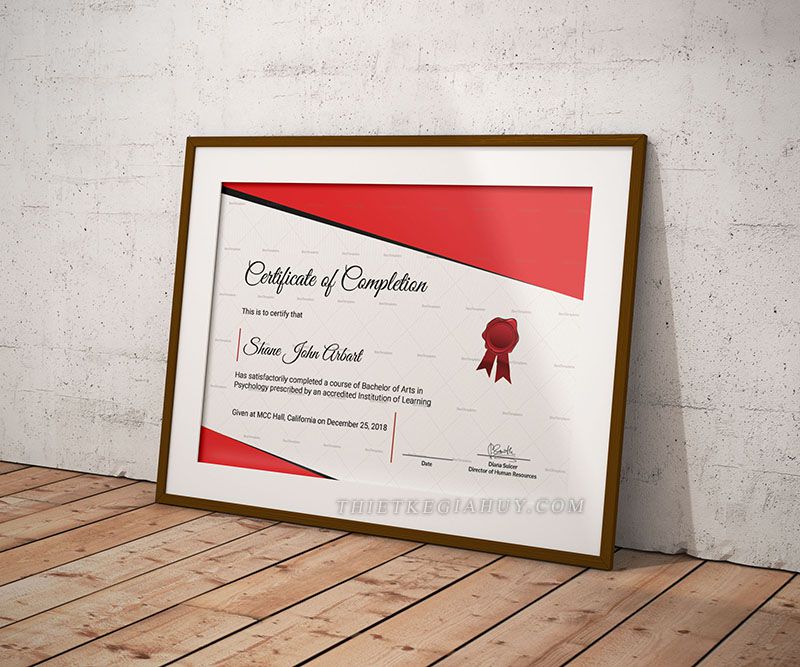 Certificate of Completion
This is to certify that
Shane John Arbart
Has satisfactorily completed a course of Bachelor of Arts in
Psychology prescribed by an accredited Institution of Learning
Given at MCC Hall, California on December 25, 2018
Date
Diana Sulcer
Director of Human Resources
THIETKEGIAHUY.COM